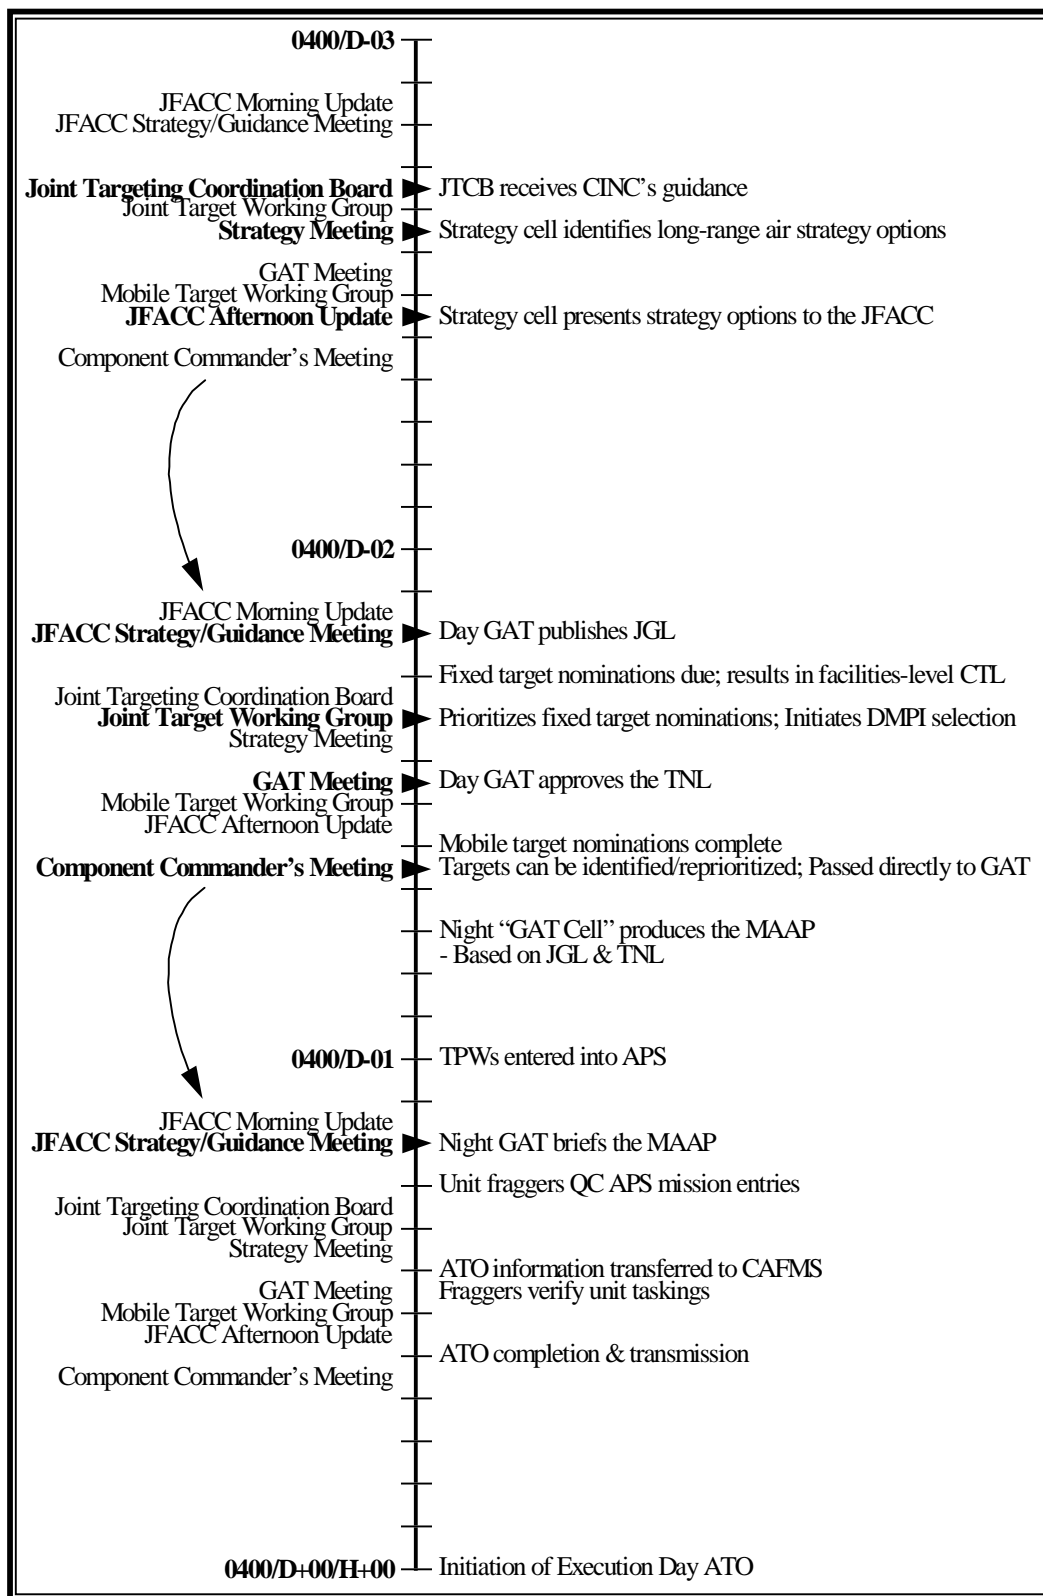 0400/D-03
JFACC Morning Update
JFACC Strategy/Guidance Meeting
Joint Targeting Coordination Board
JTCB receives CINC's guidance
Joint Target Working Group
Strategy Meeting
Strategy cell identifies long-range air strategy options
GAT Meeting
Mobile Target Working Group
JFACC Afternoon Update
Strategy cell presents strategy options to the JFACC
Component Commander's Meeting
0400/D-02
JFACC Morning Update
JFACC Strategy/Guidance Meeting
Day GAT publishes JGL
Fixed target nominations due; results in facilities-level CTL
Joint Targeting Coordination Board
Joint Target Working Group
Prioritizes fixed target nominations; Initiates DMPI selection
Strategy Meeting
GAT Meeting
Day GAT approves the TNL
Mobile Target Working Group
JFACC Afternoon Update
Mobile target nominations complete
Component Commander's Meeting
Targets can be identified/reprioritized; Passed directly to GAT
Night “GAT Cell” produces the MAAP
- Based on JGL & TNL
0400/D-01
TPWs entered into APS
JFACC Morning Update
JFACC Strategy/Guidance Meeting
Night GAT briefs the MAAP
Unit fraggers QC APS mission entries
Joint Targeting Coordination Board
Joint Target Working Group
Strategy Meeting
ATO information transferred to CAFMS
GAT Meeting
Fraggers verify unit taskings
Mobile Target Working Group
JFACC Afternoon Update
ATO completion & transmission
Component Commander's Meeting
0400/D+00/H+00
Initiation of Execution Day ATO